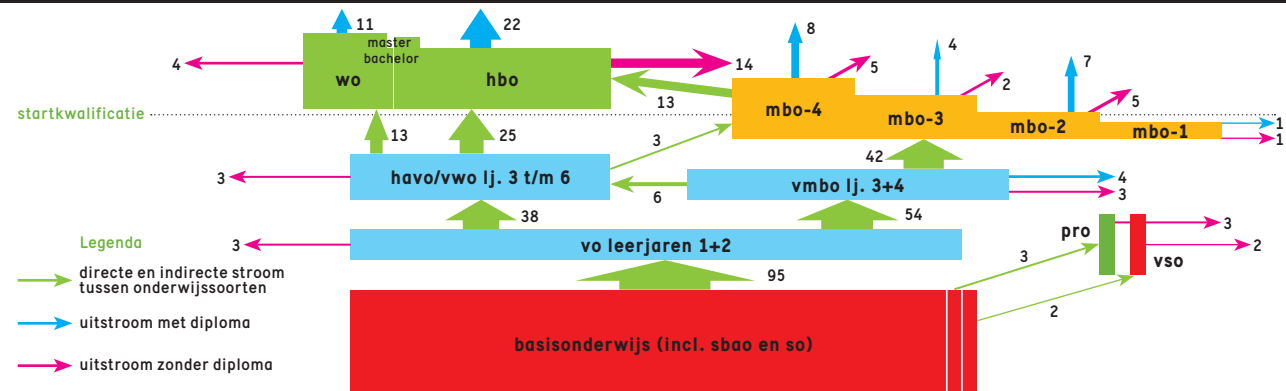 11
22
8
4
7
master
bachelor
4
wo
hbo
14
5
2
5
13
mbo-4
mbo-3
mbo-2
mbo-1
1
1
startkwalificatie
13
25
3
42
3
havo/vwo lj. 3 t/m 6
6
vmbo lj. 3+4
4
3
38
54
Legenda
3
vo leerjaren 1+2
pro
vso
3
2
directe en indirecte stroom
tussen onderwijssoorten
95
3
2
uitstroom met diploma
basisonderwijs (incl. sbao en so)
uitstroom zonder diploma